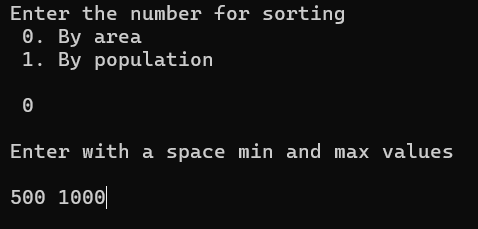 Enter the number for sorting
0. By area
1. By population
0
Enter with a space min and max values
500 1000